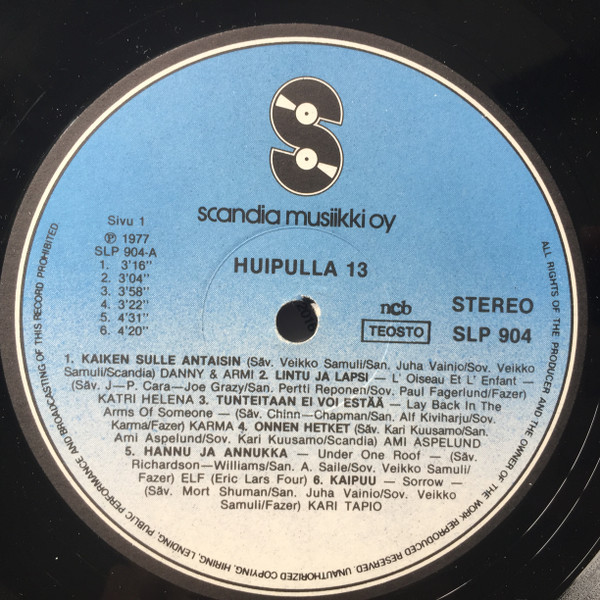 scandia musiikki oy
Sivu 1
℗ 1977
SLP 904-A
1. 3'16"
2. 3'04"
3. 3'58"
4. 3'22"
5. 4'31"
6. 4'20"
HUIPULLA 13
ncb
TEOSTO
STEREO
SLP 904
1. KAIKEN SULLE ANTAISIN (Säv. Veikko Samuli/San. Juha Vainio/Sov. Veikko
Samuli/Scandia) DANNY & ARMI 2. LINTU JA LAPSI — L' Oiseau Et L' Enfant —
(Säv. J—P. Cara—Joe Grazy/San. Pertti Reponen/Sov. Paul Fagerlund/Fazer)
KATRI HELENA 3. TUNTEITAAN EI VOI ESTÄÄ — Lay Back In The
Arms Of Someone — (Säv. Chinn—Chapman/San. Alf Kiviharju/Sov.
Karma/Fazer) KARMA 4. ONNEN HETKET (Säv. Kari Kuusamo/San.
Ami Aspelund/Sov. Kari Kuusamo/Scandia) AMI ASPELUND
5. HANNU JA ANNUKKA — Under One Roof — (Säv.
Richardson—Williams/San. A. Saile/Sov. Veikko Samuli/
Fazer) ELF (Eric Lars Four) 6. KAIPUU — Sorrow —
(Säv. Mort Shuman/San. Juha Vainio/Sov. Veikko
Samuli/Fazer) KARI TAPIO
ALL RIGHTS OF THE PRODUCER AND THE OWNER OF THE WORK REPRODUCED RESERVED. UNAUTHORIZED COPYING, HIRING, LENDING, PUBLIC PERFORMANCE AND BROADCASTING OF THIS RECORD PROHIBITED